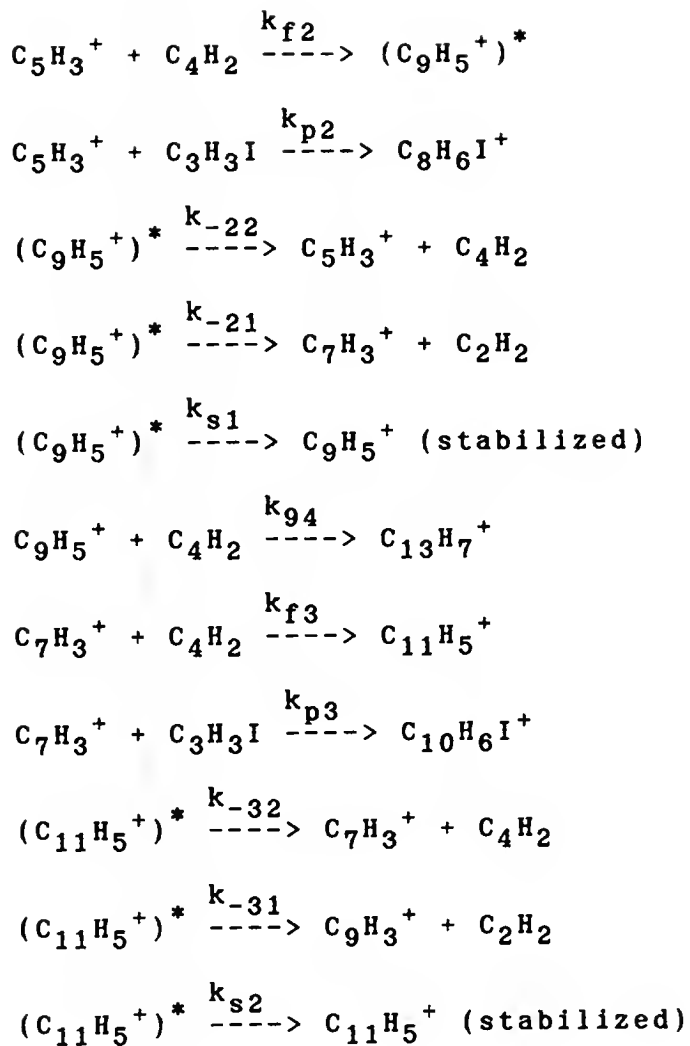 C5H3+ + C4H2 kf2 ----> (C9H5+)*
C5H3+ + C3H3I kp2 ----> C8H6I+
(C9H5+)* k-22 ----> C5H3+ + C4H2
(C9H5+)* k-21 ----> C7H3+ + C2H2
(C9H5+)* ks1 ----> C9H5+ (stabilized)
C9H5+ + C4H2 k94 ----> C13H7+
C7H3+ + C4H2 kf3 ----> C11H5+
C7H3+ + C3H3I kp3 ----> C10H6I+
(C11H5+)* k-32 ----> C7H3+ + C4H2
(C11H5+)* k-31 ----> C9H3+ + C2H2
(C11H5+)* ks2 ----> C11H5+ (stabilized)